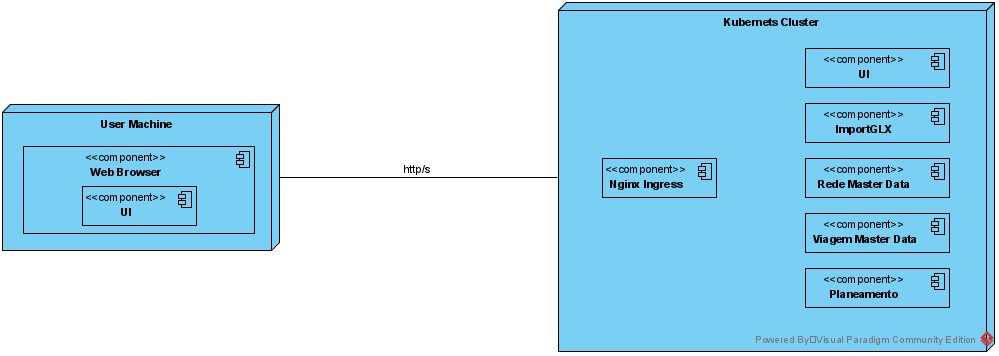 User Machine
<<component>>
Web Browser
<<component>>
UI
http/s
Kubernets Cluster
<<component>>
Nginx Ingress
<<component>>
UI
<<component>>
ImportGLX
<<component>>
Rede Master Data
<<component>>
Viagem Master Data
<<component>>
Planeamento
Powered By Visual Paradigm Community Edition